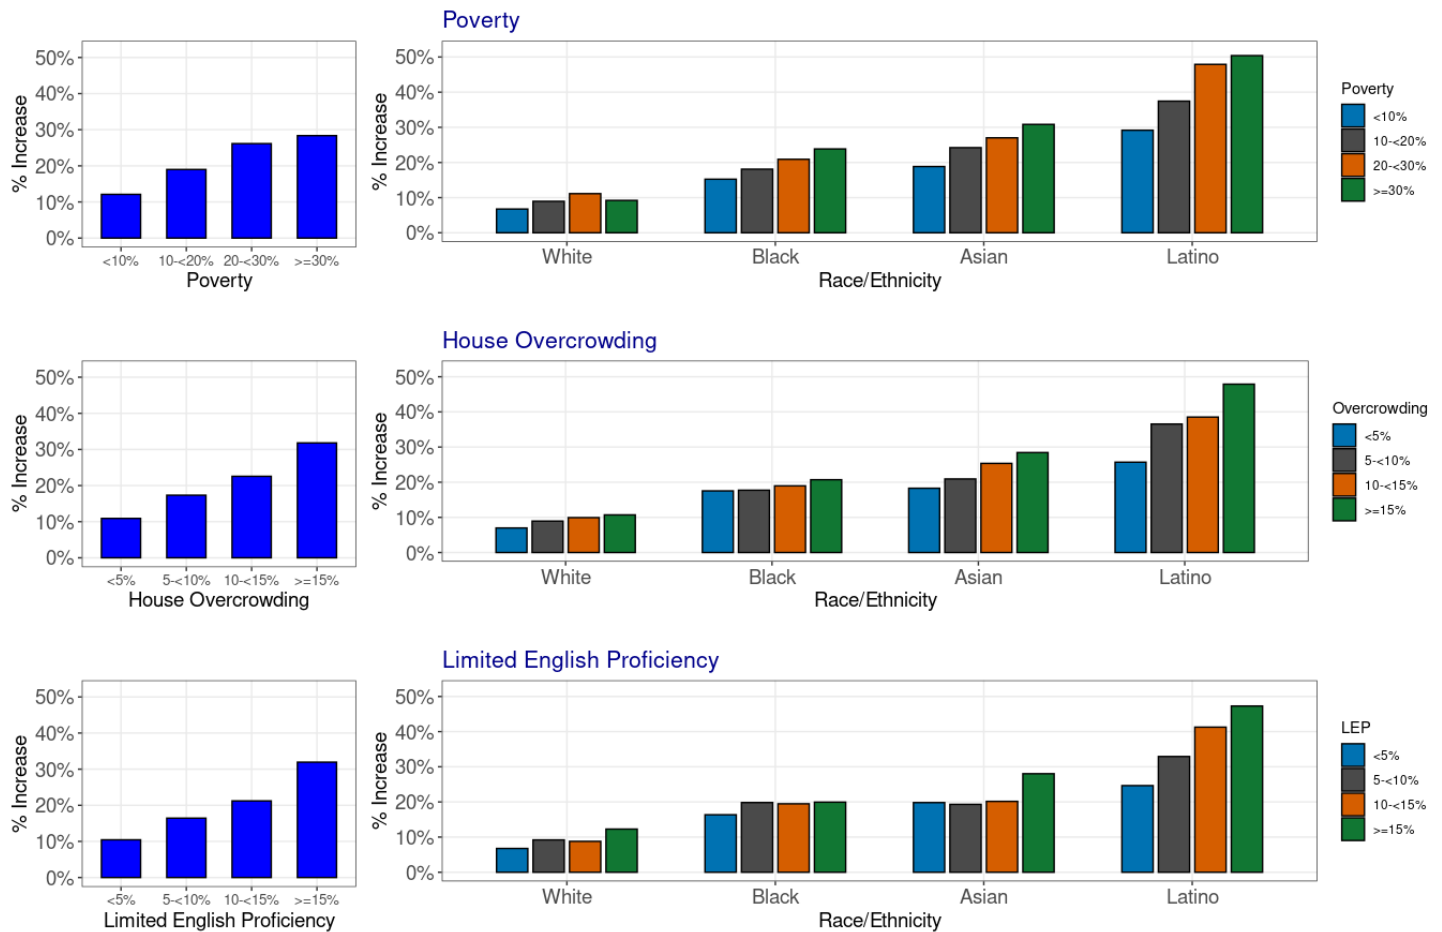 Poverty
50%
40%
30%
20%
10%
0%
% Increase
<10% 10-<20% 20-<30% >=30%
Poverty
50%
40%
30%
20%
10%
0%
% Increase
White Black Asian Latino
Race/Ethnicity
Poverty
<10%
10-<20%
20-<30%
>=30%
House Overcrowding
50%
40%
30%
20%
10%
0%
% Increase
<5% 5-<10% 10-<15% >=15%
House Overcrowding
50%
40%
30%
20%
10%
0%
% Increase
White Black Asian Latino
Race/Ethnicity
Overcrowding
<5%
5-<10%
10-<15%
>=15%
Limited English Proficiency
50%
40%
30%
20%
10%
0%
% Increase
<5% 5-<10% 10-<15% >=15%
Limited English Proficiency
50%
40%
30%
20%
10%
0%
% Increase
White Black Asian Latino
Race/Ethnicity
LEP
<5%
5-<10%
10-<15%
>=15%